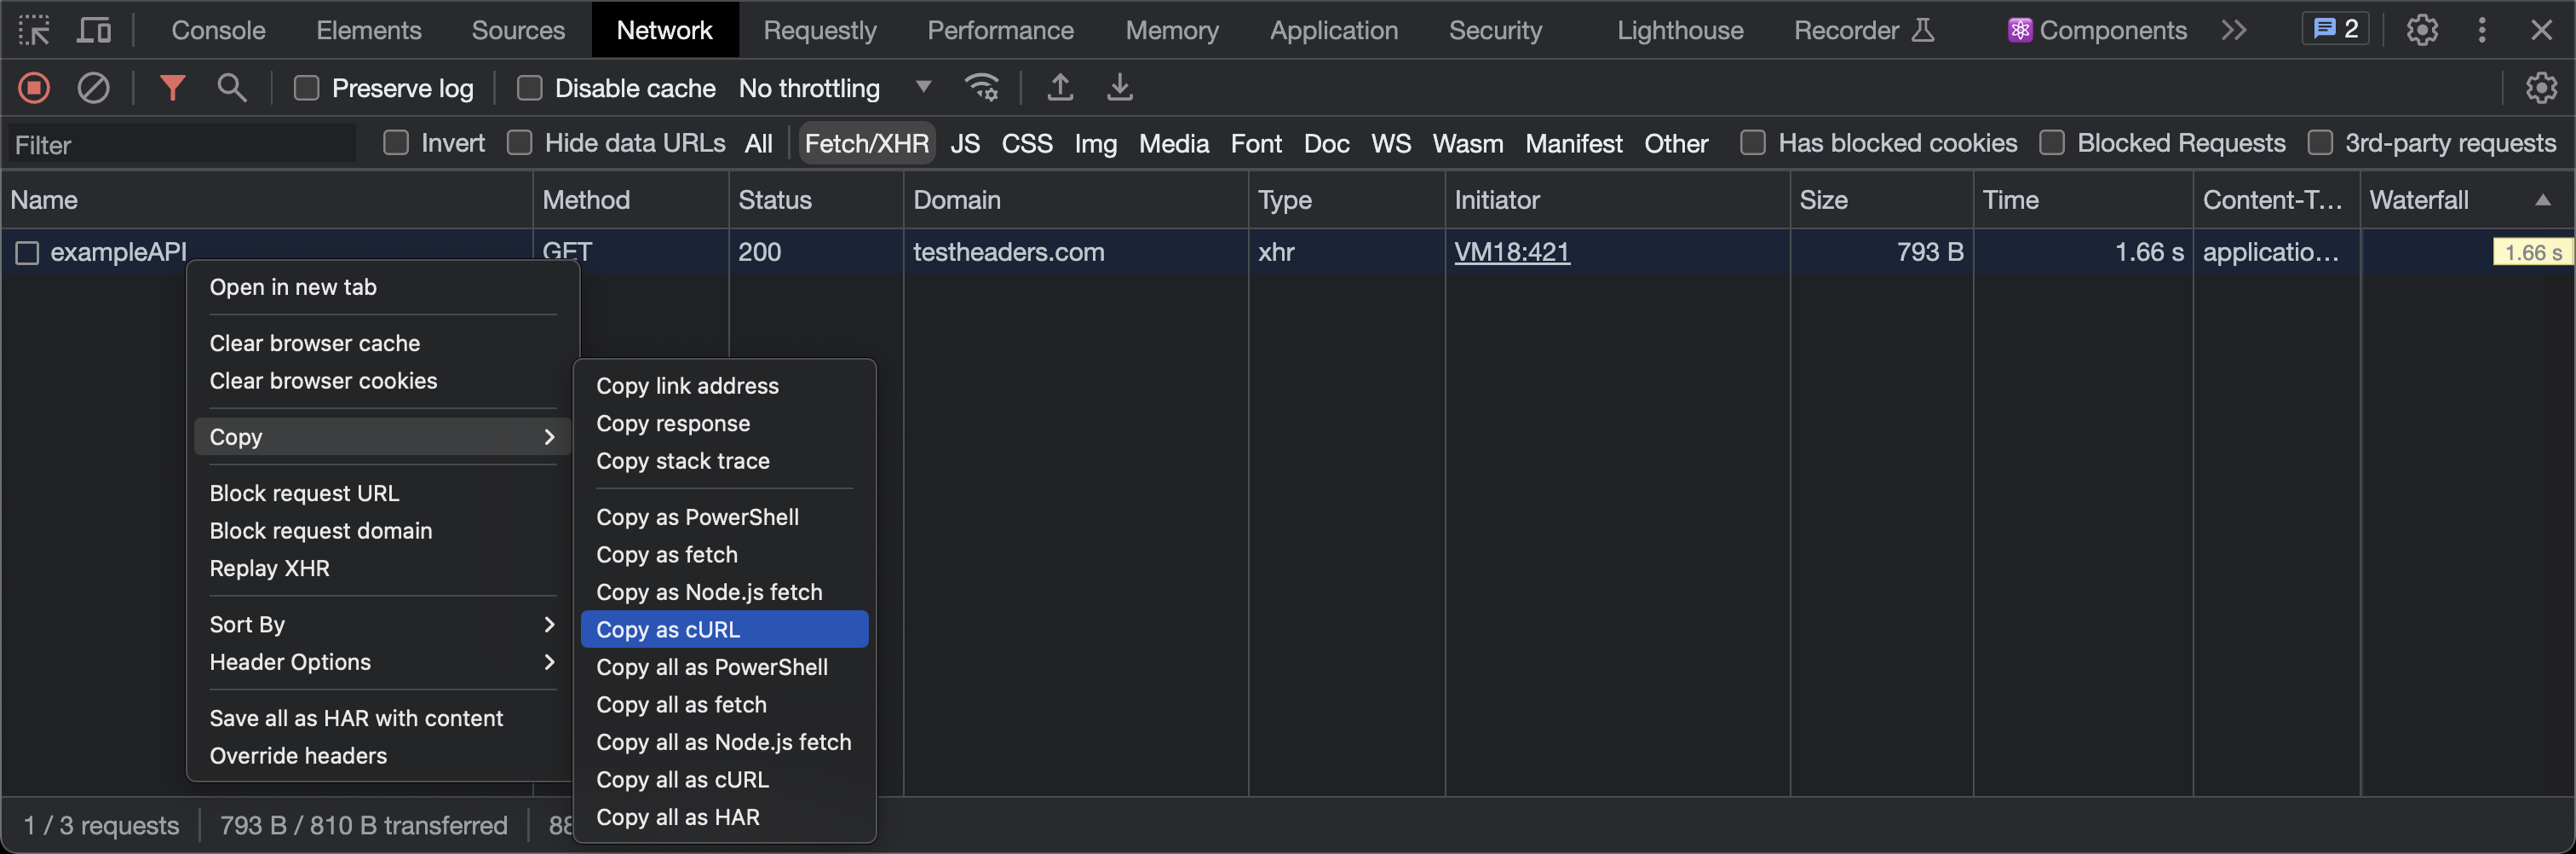 Console Elements Sources Network Requestly Performance Memory Application Security Lighthouse Recorder Components 2
Preserve log Disable cache No throttling
Filter Invert Hide data URLs All Fetch/XHR JS CSS Img Media Font Doc WS Wasm Manifest Other Has blocked cookies Blocked Requests 3rd-party requests
Name Method Status Domain Type Initiator Size Time Content-T... Waterfall
exampleAPI GET 200 testheaders.com xhr VM18:421 793 B 1.66 s applicatio... 1.66 s
Open in new tab
Clear browser cache
Clear browser cookies
Copy
Block request URL
Block request domain
Replay XHR
Sort By
Header Options
Save all as HAR with content
Override headers
Copy link address
Copy response
Copy stack trace
Copy as PowerShell
Copy as fetch
Copy as Node.js fetch
Copy as cURL
Copy all as PowerShell
Copy all as fetch
Copy all as Node.js fetch
Copy all as cURL
Copy all as HAR
1 / 3 requests 793 B / 810 B transferred